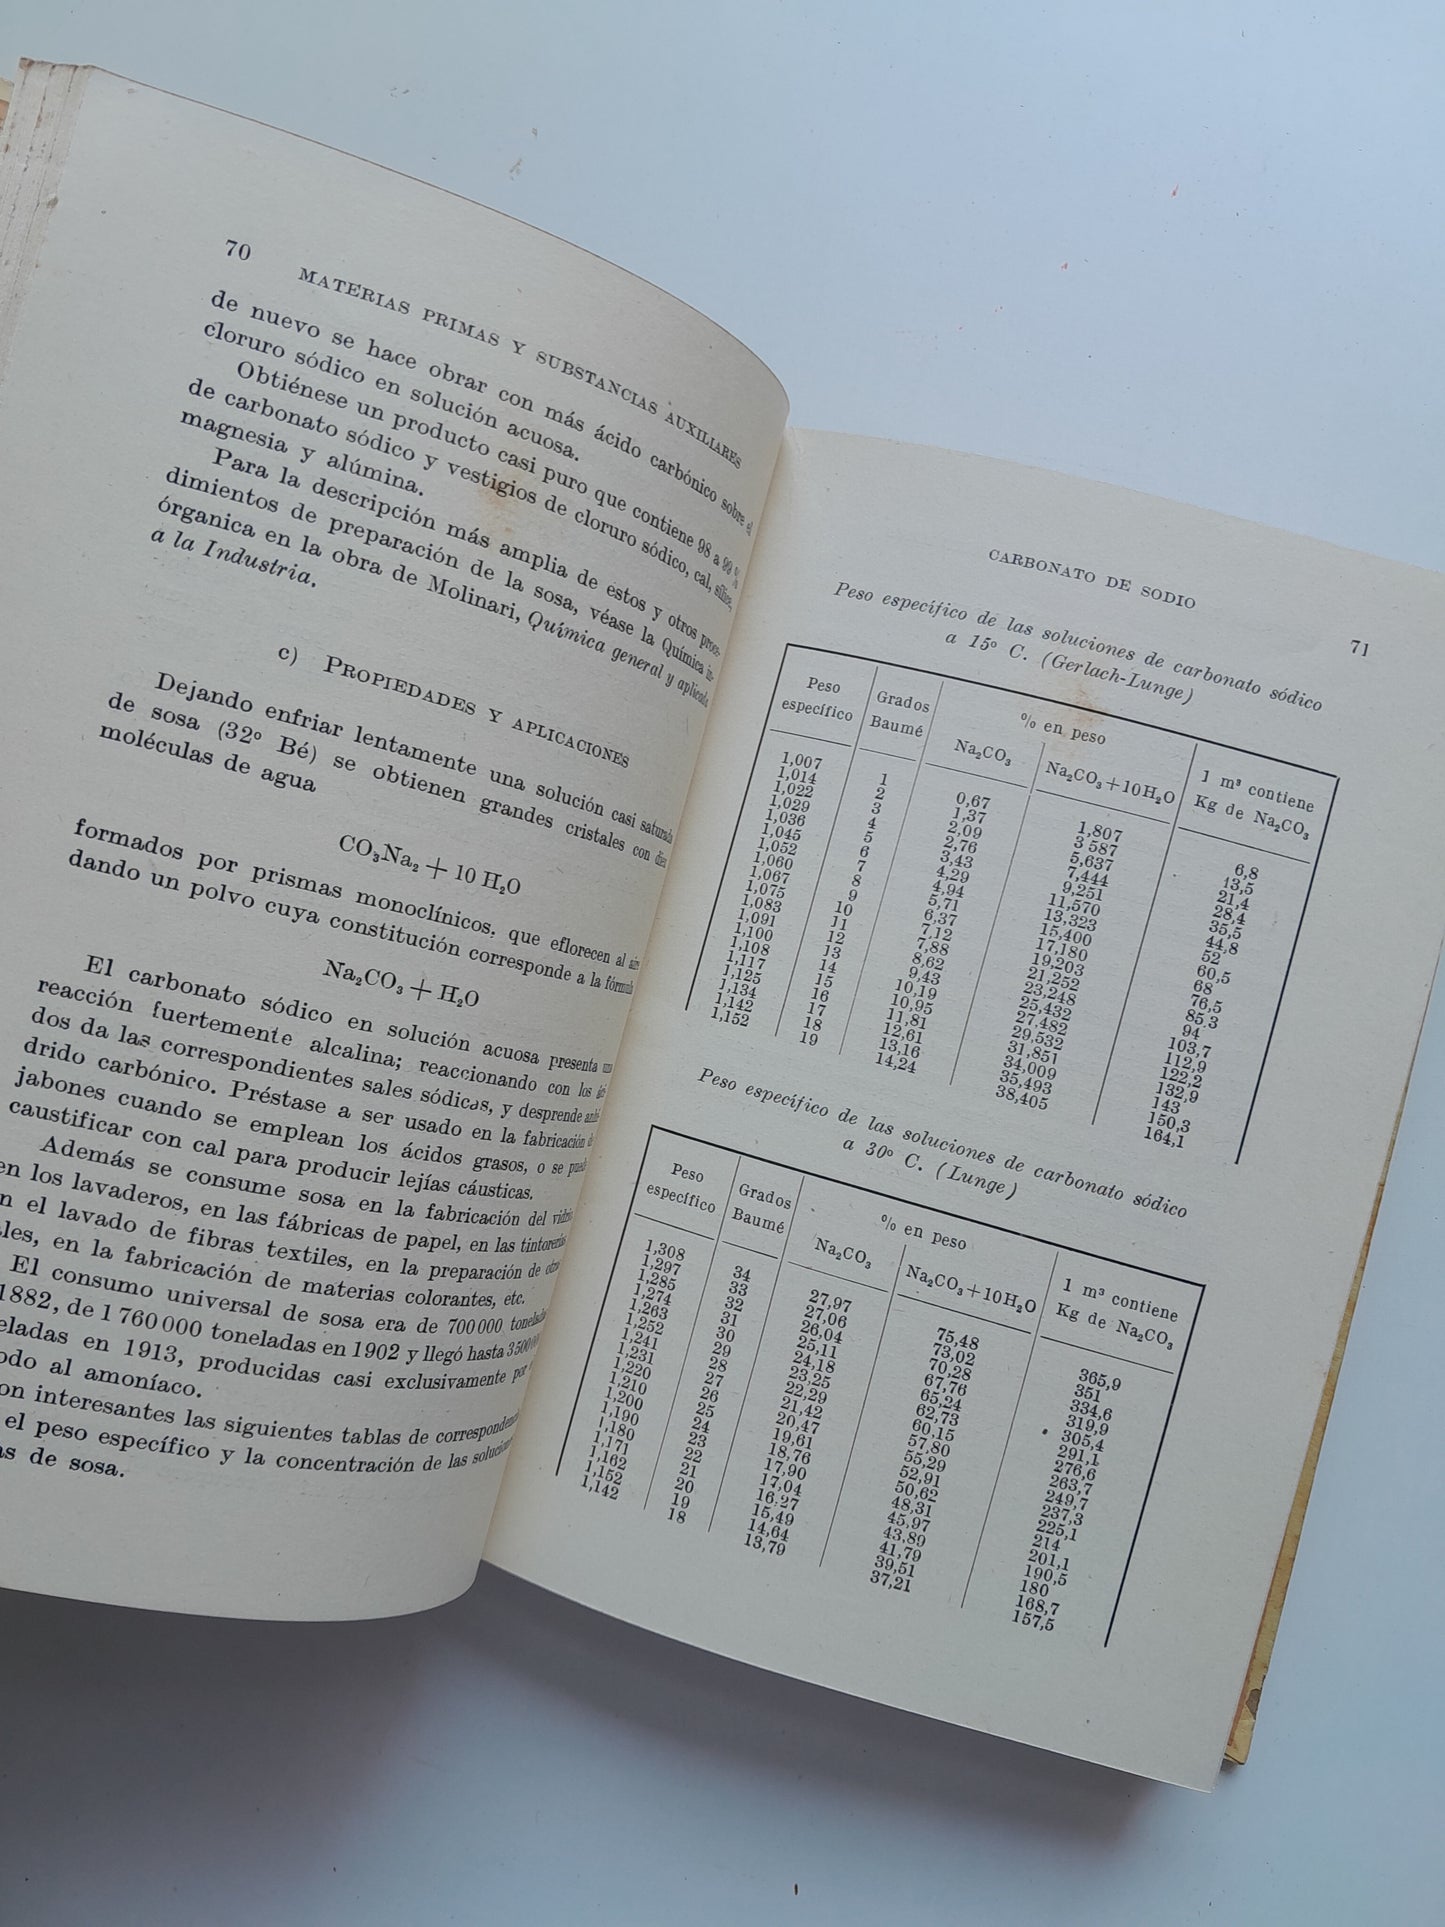 70
MATERIAS PRIMAS Y SUBSTANCIAS AUXILIARES
de nuevo se hace obrar con más ácido carbónico sobre el
cloruro sódico en solución acuosa.
Obtiénese un producto casi puro que contiene 98 a 99 %
de carbonato sódico y vestigios de cloruro sódico, cal, sílice,
magnesia y alúmina.
Para la descripción más amplia de estos y otros proce-
dimientos de preparación de la sosa, véase la Química in-
órganica en la obra de Molinari, Química general y aplicada
a la Industria.
c) PROPIEDADES Y APLICACIONES
Dejando enfriar lentamente una solución casi saturada
de sosa (32º Bé) se obtienen grandes cristales con diez
moléculas de agua
CO₃Na₂ + 10 H₂O
formados por prismas monoclínicos, que eflorecen al aire
dando un polvo cuya constitución corresponde a la fórmula
Na₂CO₃ + H₂O
El carbonato sódico en solución acuosa presenta una
reacción fuertemente alcalina; reaccionando con los áci-
dos da las correspondientes sales sódicas, y desprende anhí-
drido carbónico. Préstase a ser usado en la fabricación de
jabones cuando se emplean los ácidos grasos, o se puede
caustificar con cal para producir lejías cáusticas.
Además se consume sosa en la fabricación del vidrio
en los lavaderos, en las fábricas de papel, en las tintorerías
n el lavado de fibras textiles, en la preparación de otras
les, en la fabricación de materias colorantes, etc.
El consumo universal de sosa era de 700 000 toneladas
1882, de 1 760 000 toneladas en 1902 y llegó hasta 3 500 000
eladas en 1913, producidas casi exclusivamente por
odo al amoníaco.
on interesantes las siguientes tablas de correspondencia
el peso específico y la concentración de las soluciones
as de sosa.
CARBONATO DE SODIO
71
Peso específico de las soluciones de carbonato sódico
a 15º C. (Gerlach-Lunge)
Peso específico Grados Baumé % en peso 1 m³ contiene Kg de Na₂CO₃
Na₂CO₃ Na₂CO₃+10H₂O
1,007 1 0,67 1,807 6,8
1,014 2 1,37 3 587 13,5
1,022 3 2,09 5,637 21,4
1,029 4 2,76 7,444 28,4
1,036 5 3,43 9,251 35,5
1,045 6 4,29 11,570 44,8
1,052 7 4,94 13,323 52
1,060 8 5,71 15,400 60,5
1,067 9 6,37 17,180 68
1,075 10 7,12 19,203 76,5
1,083 11 7,88 21,252 85.3
1,091 12 8,62 23,248 94
1,100 13 9,43 25,432 103,7
1,108 14 10,19 27,482 112,9
1,117 15 10,95 29,532 122,2
1,125 16 11,81 31,851 132,9
1,134 17 12,61 34,009 143
1,142 18 13,16 35,493 150,3
1,152 19 14,24 38,405 164,1
Peso específico de las soluciones de carbonato sódico
a 30º C. (Lunge)
Peso específico Grados Baumé % en peso 1 m³ contiene Kg de Na₂CO₃
Na₂CO₃ Na₂CO₃+10H₂O
1,308 34 27,97 75,48 365,9
1,297 33 27,06 73,02 351
1,285 32 26,04 70,28 334,6
1,274 31 25,11 67,76 319,9
1,263 30 24,18 65,24 305,4
1,252 29 23,25 62,73 291,1
1,241 28 22,29 60,15 276,6
1,231 27 21,42 57,80 263,7
1,220 26 20,47 55,29 249,7
1,210 25 19,61 52,91 237,3
1,200 24 18,76 50,62 225,1
1,190 23 17,90 48,31 214
1,180 22 17,04 45,97 201,1
1,171 21 16,27 43,89 190,5
1,162 20 15,49 41,79 180
1,152 19 14,64 39,51 168,7
1,142 18 13,79 37,21 157,5